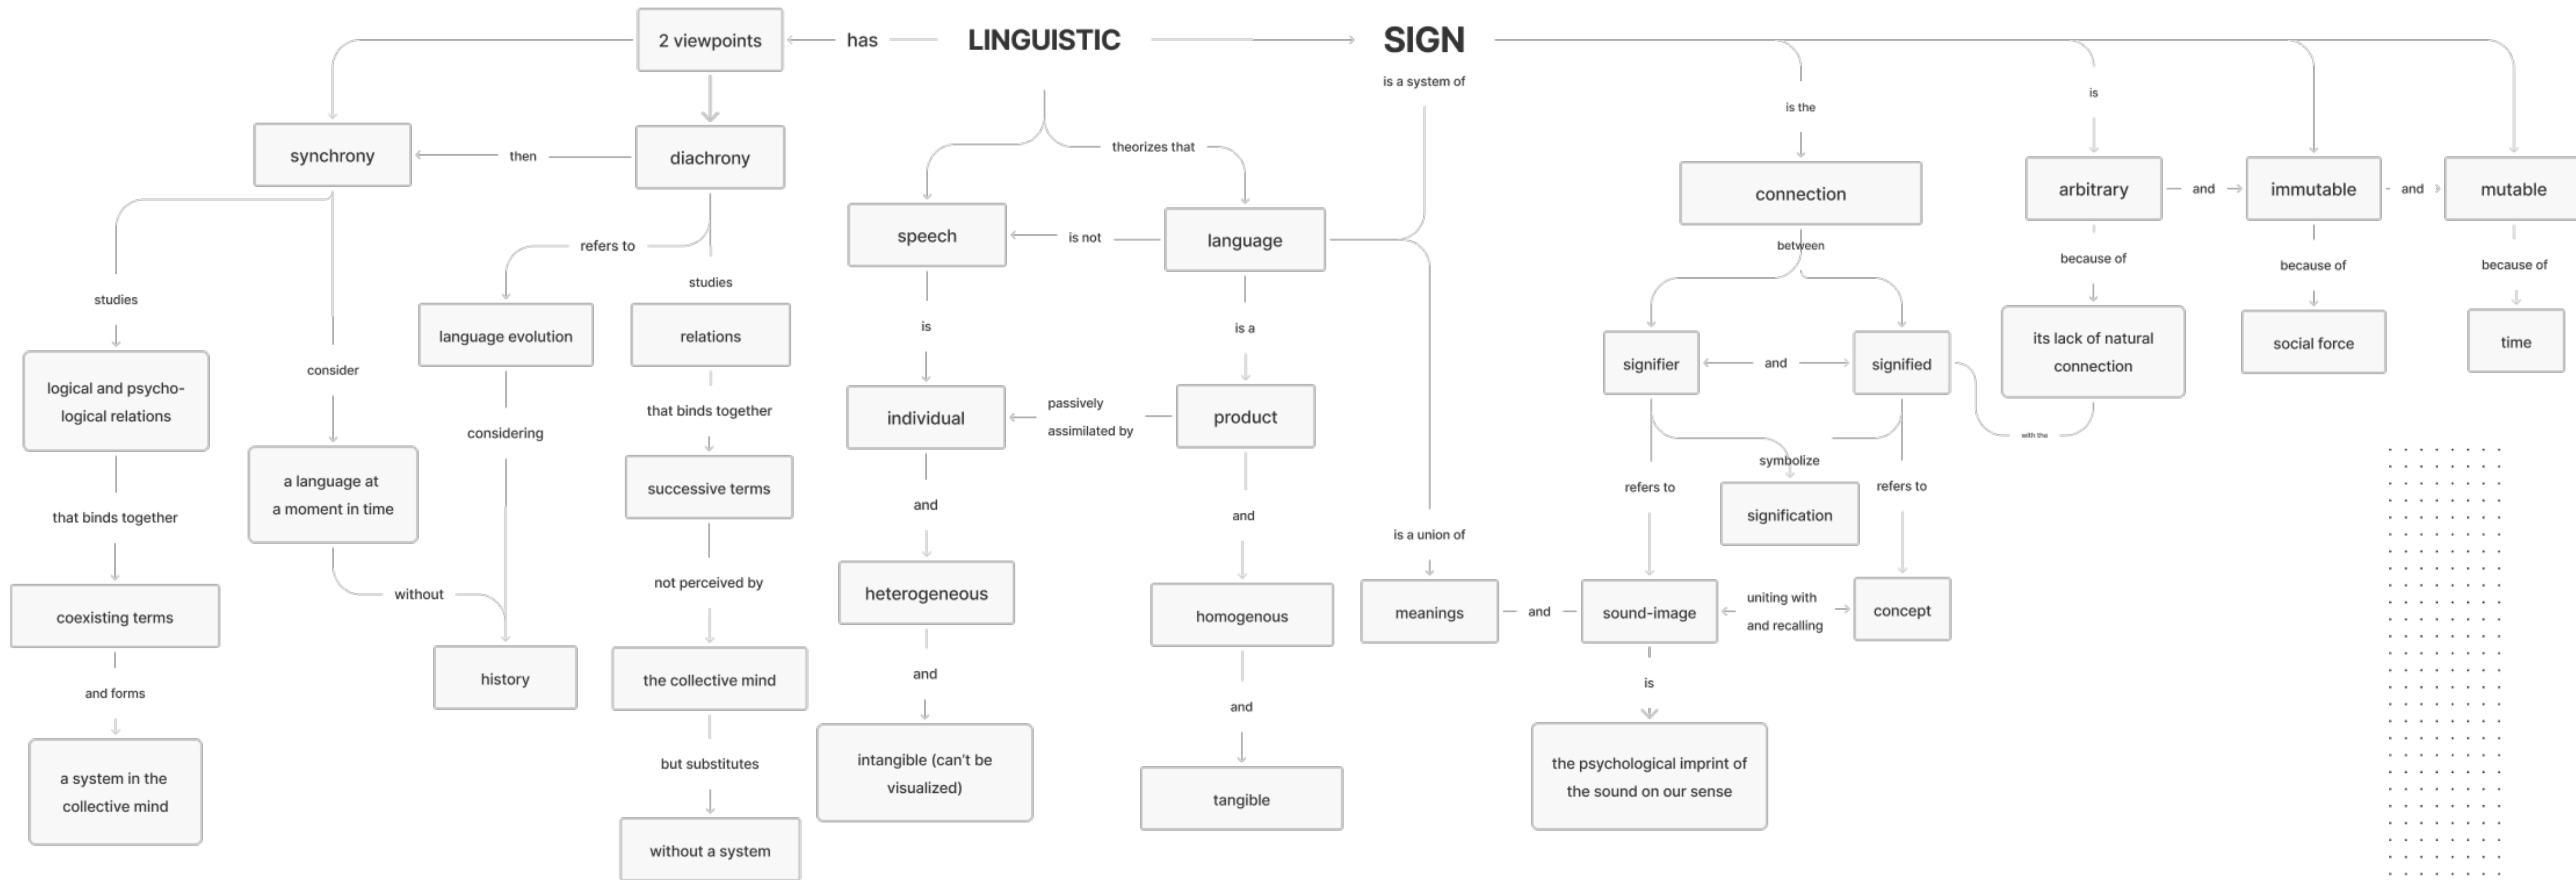 2 viewpoints
has
LINGUISTIC
SIGN
is a system of
is the
is
synchrony
then
diachrony
theorizes that
connection
arbitrary
and
immutable
and
mutable
refers to
studies
speech
is not
language
between
because of
because of
because of
studies
consider
language evolution
relations
is
is a
signifier
and
signified
its lack of natural
connection
social force
time
logical and psycho-
logical relations
considering
that binds together
individual
passively
assimilated by
product
with the
symbolize
a language at
a moment in time
successive terms
refers to
signification
refers to
that binds together
and
and
is a union of
without
not perceived by
coexisting terms
heterogeneous
homogenous
meanings
and
sound-image
uniting with
and recalling
concept
history
the collective mind
and forms
and
and
is
a system in the
collective mind
but substitutes
intangible (can't be
visualized)
tangible
the psychological imprint of
the sound on our sense
without a system